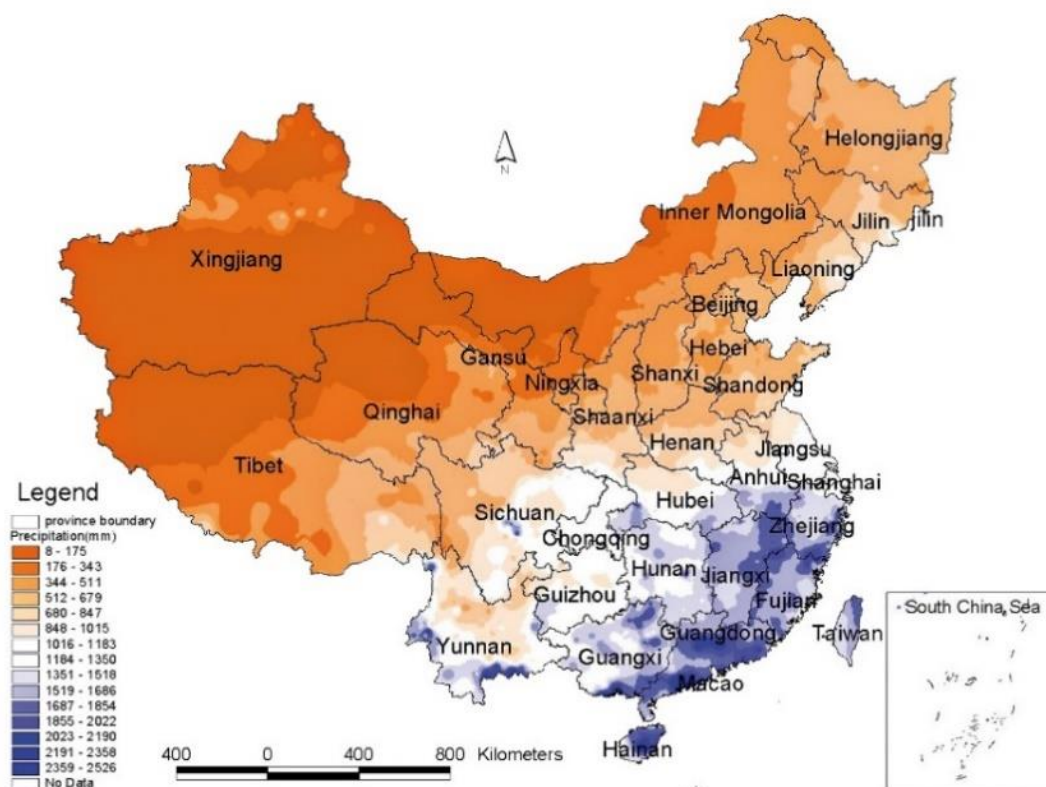 N
Helongjiang
Inner Mongolia
Jilin
jilin
Xingjiang
Liaoning
Beijing
Gansu
Hebei
Ningxia
Shanxi
Shandong
Qinghai
Shaanxi
Henan
Jiangsu
Tibet
Anhui
Shanghai
Hubei
Sichuan
Zhejiang
Chongqing
Hunan
Jiangxi
Guizhou
Fujian
South China Sea
Guangdong
Taiwan
Yunnan
Guangxi
Macao
Hainan
Legend
province boundary
Precipitation(mm)
8 - 175
176 - 343
344 - 511
512 - 679
680 - 847
848 - 1015
1016 - 1183
1184 - 1350
1351 - 1518
1519 - 1686
1687 - 1854
1855 - 2022
2023 - 2190
2191 - 2358
2359 - 2526
No Data
400 0 400 800 Kilometers